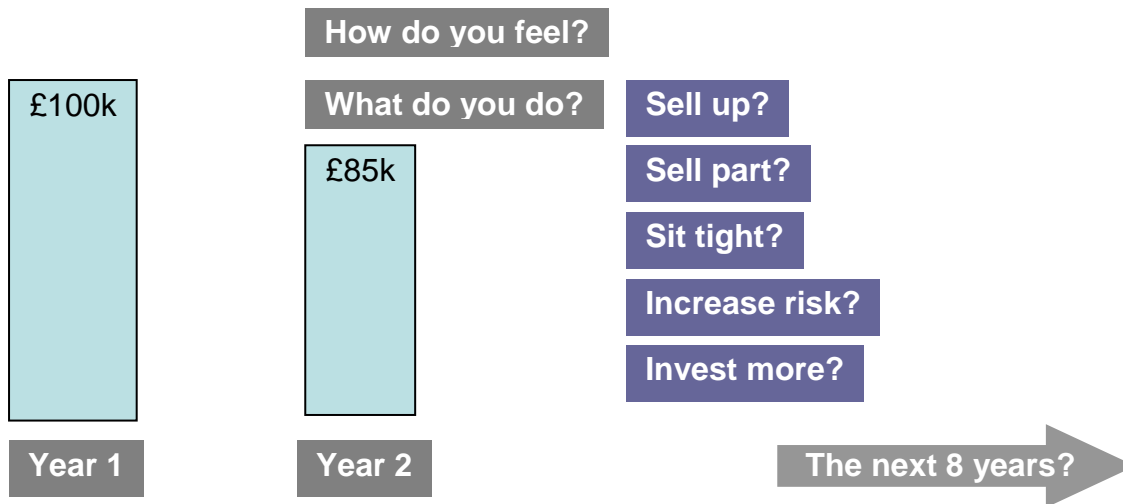 How do you feel?
£100k
What do you do?
Sell up?
£85k
Sell part?
Sit tight?
Increase risk?
Invest more?
Year 1
Year 2
The next 8 years?